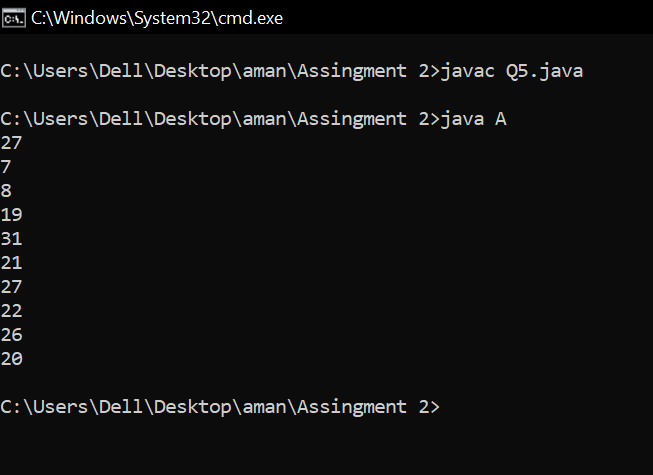 C:\Windows\System32\cmd.exe
C:\Users\Dell\Desktop\aman\Assingment 2>javac Q5.java
C:\Users\Dell\Desktop\aman\Assingment 2>java A
27
7
8
19
31
21
27
22
26
20
C:\Users\Dell\Desktop\aman\Assingment 2>